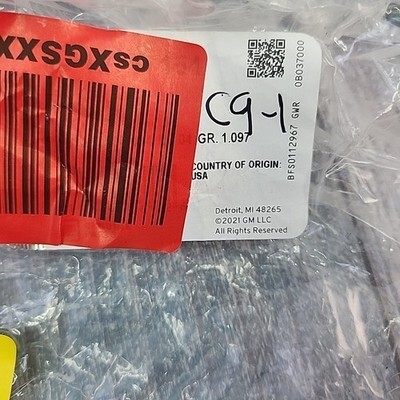 csXGSXX
C9-1
GR. 1.097
COUNTRY OF ORIGIN:
USA
Detroit, MI 48265
©2021 GM LLC
All Rights Reserved
BFS0112967 GWR 0B037000